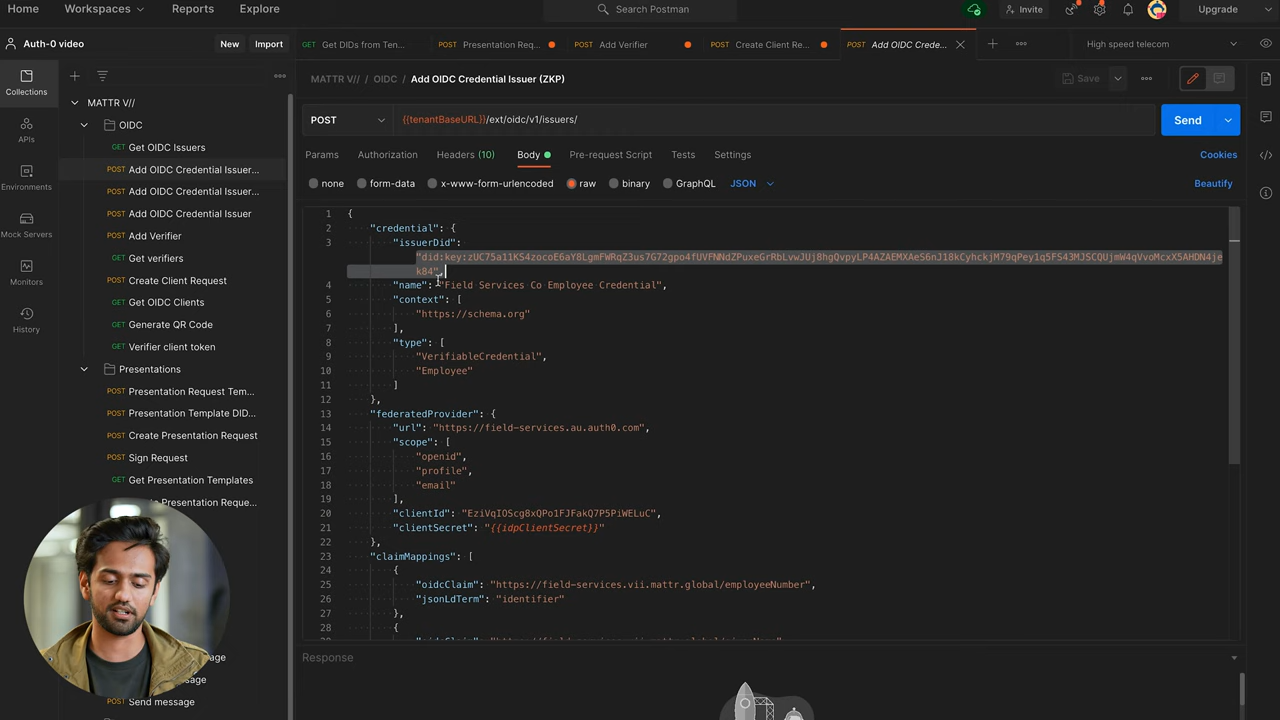 Home Workspaces Reports Explore Search Postman Invite Upgrade
Auth-0 video New Import
GET Get DIDs from Ten... POST Presentation Req... POST Add Verifier POST Create Client Re... POST Add OIDC Crede... High speed telecom
Collections
APIs
Environments
Mock Servers
Monitors
History
MATTR V//
OIDC
GET Get OIDC Issuers
POST Add OIDC Credential Issuer...
POST Add OIDC Credential Issuer...
POST Add OIDC Credential Issuer
POST Add Verifier
GET Get verifiers
POST Create Client Request
GET Get OIDC Clients
GET Generate QR Code
GET Verifier client token
Presentations
POST Presentation Request Tem...
POST Presentation Template DID...
POST Create Presentation Request
POST Sign Request
GET Get Presentation Templates
Presentation Reque...
POST Send message
MATTR V// / OIDC / Add OIDC Credential Issuer (ZKP) Save
POST {{tenantBaseURL}}/ext/oidc/v1/issuers/ Send
Params Authorization Headers (10) Body Pre-request Script Tests Settings Cookies
none form-data x-www-form-urlencoded raw binary GraphQL JSON Beautify
1 {
2 "credential": {
3 "issuerDid":
"did:key:zUC75a11KS4zocoE6aY8LgmFWRqZ3us7G72gpo4fUVFNNdZPuxeGrRbLvwJUj8hgQvpyLP4AZAEMXAeS6nJ18kCyhckjM79qPey1q5FS43MJSCQUjmW4qVvoMcxX5AHDN4je
k84",
4 "name": "Field Services Co Employee Credential",
5 "context": [
6 "https://schema.org"
7 ],
8 "type": [
9 "VerifiableCredential",
10 "Employee"
11 ]
12 },
13 "federatedProvider": {
14 "url": "https://field-services.au.auth0.com",
15 "scope": [
16 "openid",
17 "profile",
18 "email"
19 ],
20 "clientId": "EziVqIOScg8xQPo1FJFakQ7P5PiWELuC",
21 "clientSecret": "{{idpClientSecret}}"
22 },
23 "claimMappings": [
24 {
25 "oidcClaim": "https://field-services.vii.mattr.global/employeeNumber",
26 "jsonLdTerm": "identifier"
27 },
28 {
Response